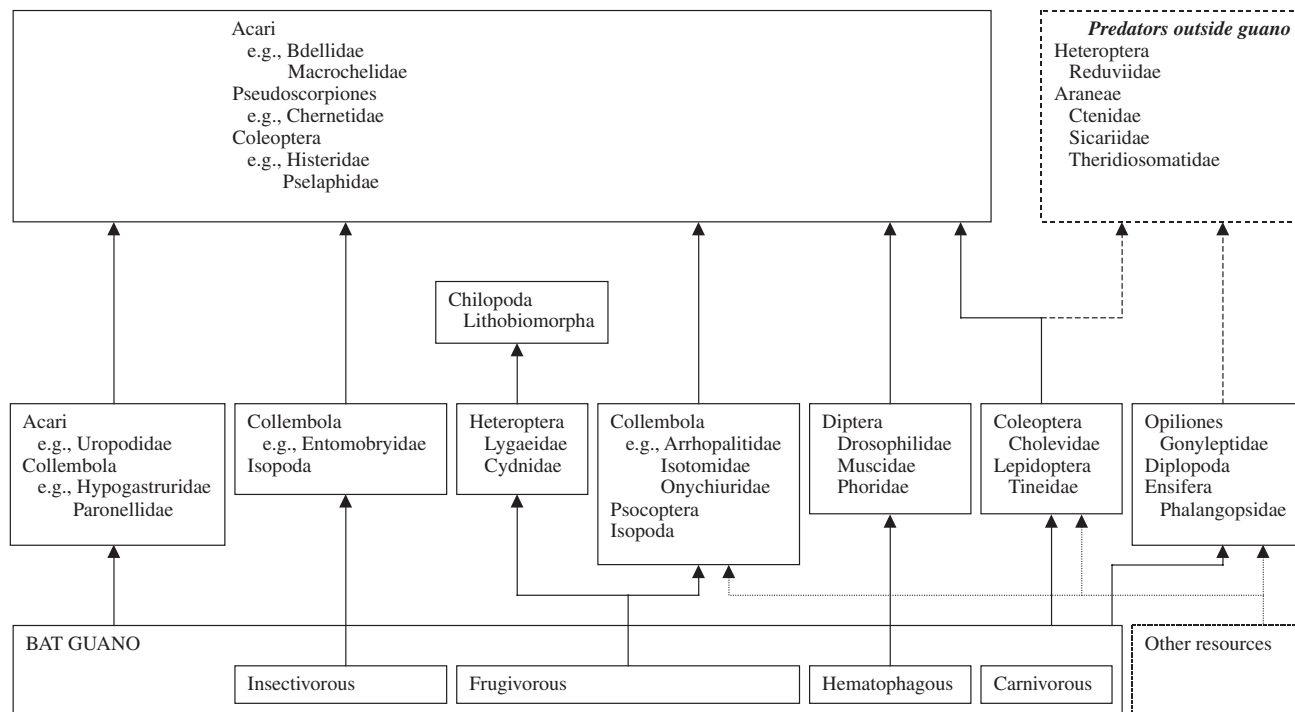 Acari
e.g., Bdellidae
Macrochelidae
Pseudoscorpiones
e.g., Chernetidae
Coleoptera
e.g., Histeridae
Pselaphidae
Predators outside guano
Heteroptera
Reduviidae
Araneae
Ctenidae
Sicariidae
Theridiosomatidae
Chilopoda
Lithobiomorpha
Acari
e.g., Uropodidae
Collembola
e.g., Hypogastruridae
Paronellidae
Collembola
e.g., Entomobryidae
Isopoda
Heteroptera
Lygaeidae
Cydnidae
Collembola
e.g., Arrhopalitidae
Isotomidae
Onychiuridae
Psocoptera
Isopoda
Diptera
Drosophilidae
Muscidae
Phoridae
Coleoptera
Cholevidae
Lepidoptera
Tineidae
Opiliones
Gonyleptidae
Diplopoda
Ensifera
Phalangopsidae
BAT GUANO
Insectivorous
Frugivorous
Hematophagous
Carnivorous
Other resources